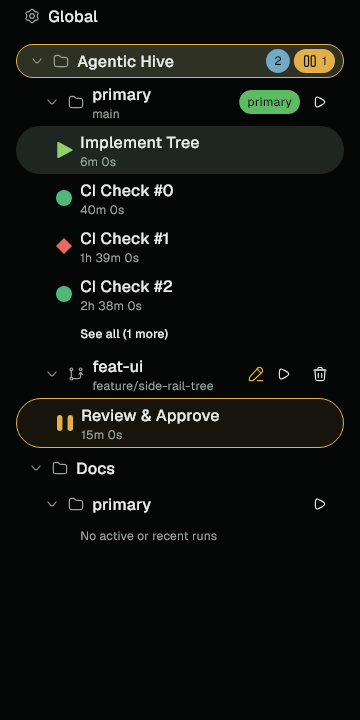 Global
Agentic Hive 2 1
primary primary
main
Implement Tree
6m 0s
CI Check #0
40m 0s
CI Check #1
1h 39m 0s
CI Check #2
2h 38m 0s
See all (1 more)
feat-ui
feature/side-rail-tree
Review & Approve
15m 0s
Docs
primary
No active or recent runs